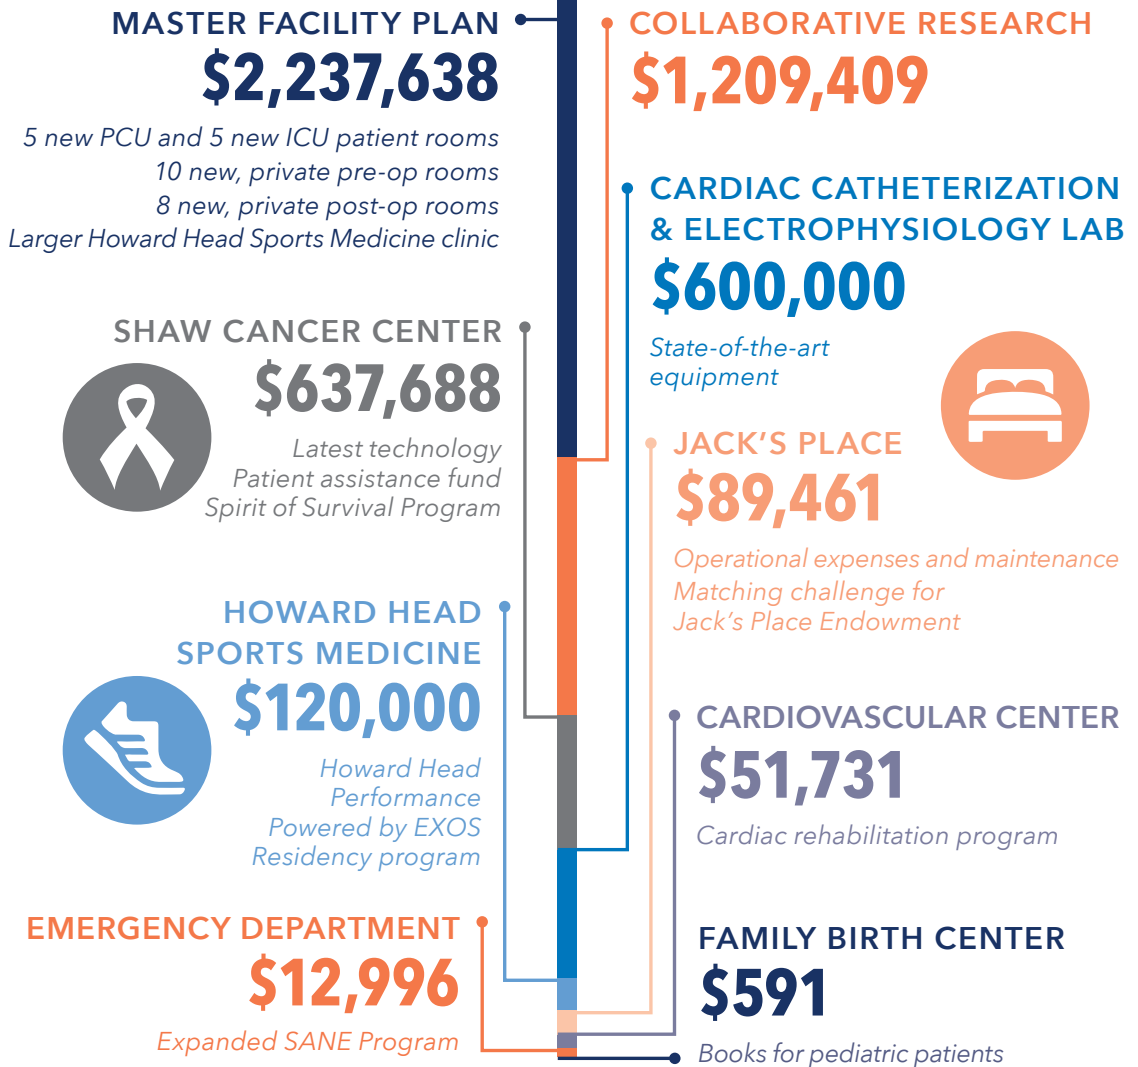 MASTER FACILITY PLAN
$2,237,638
5 new PCU and 5 new ICU patient rooms
10 new, private pre-op rooms
8 new, private post-op rooms
Larger Howard Head Sports Medicine clinic
COLLABORATIVE RESEARCH
$1,209,409
CARDIAC CATHETERIZATION
& ELECTROPHYSIOLOGY LAB
$600,000
State-of-the-art
equipment
SHAW CANCER CENTER
$637,688
Latest technology
Patient assistance fund
Spirit of Survival Program
JACK'S PLACE
$89,461
Operational expenses and maintenance
Matching challenge for
Jack's Place Endowment
HOWARD HEAD
SPORTS MEDICINE
$120,000
Howard Head
Performance
Powered by EXOS
Residency program
CARDIOVASCULAR CENTER
$51,731
Cardiac rehabilitation program
EMERGENCY DEPARTMENT
$12,996
Expanded SANE Program
FAMILY BIRTH CENTER
$591
Books for pediatric patients